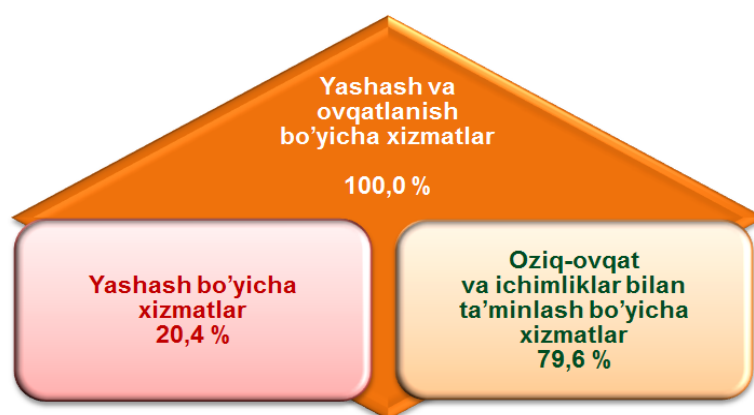 Yashash va
ovqatlanish
bo’yicha xizmatlar
100,0 %
Yashash bo’yicha
xizmatlar
20,4 %
Oziq-ovqat
va ichimliklar bilan
ta’minlash bo’yicha
xizmatlar
79,6 %